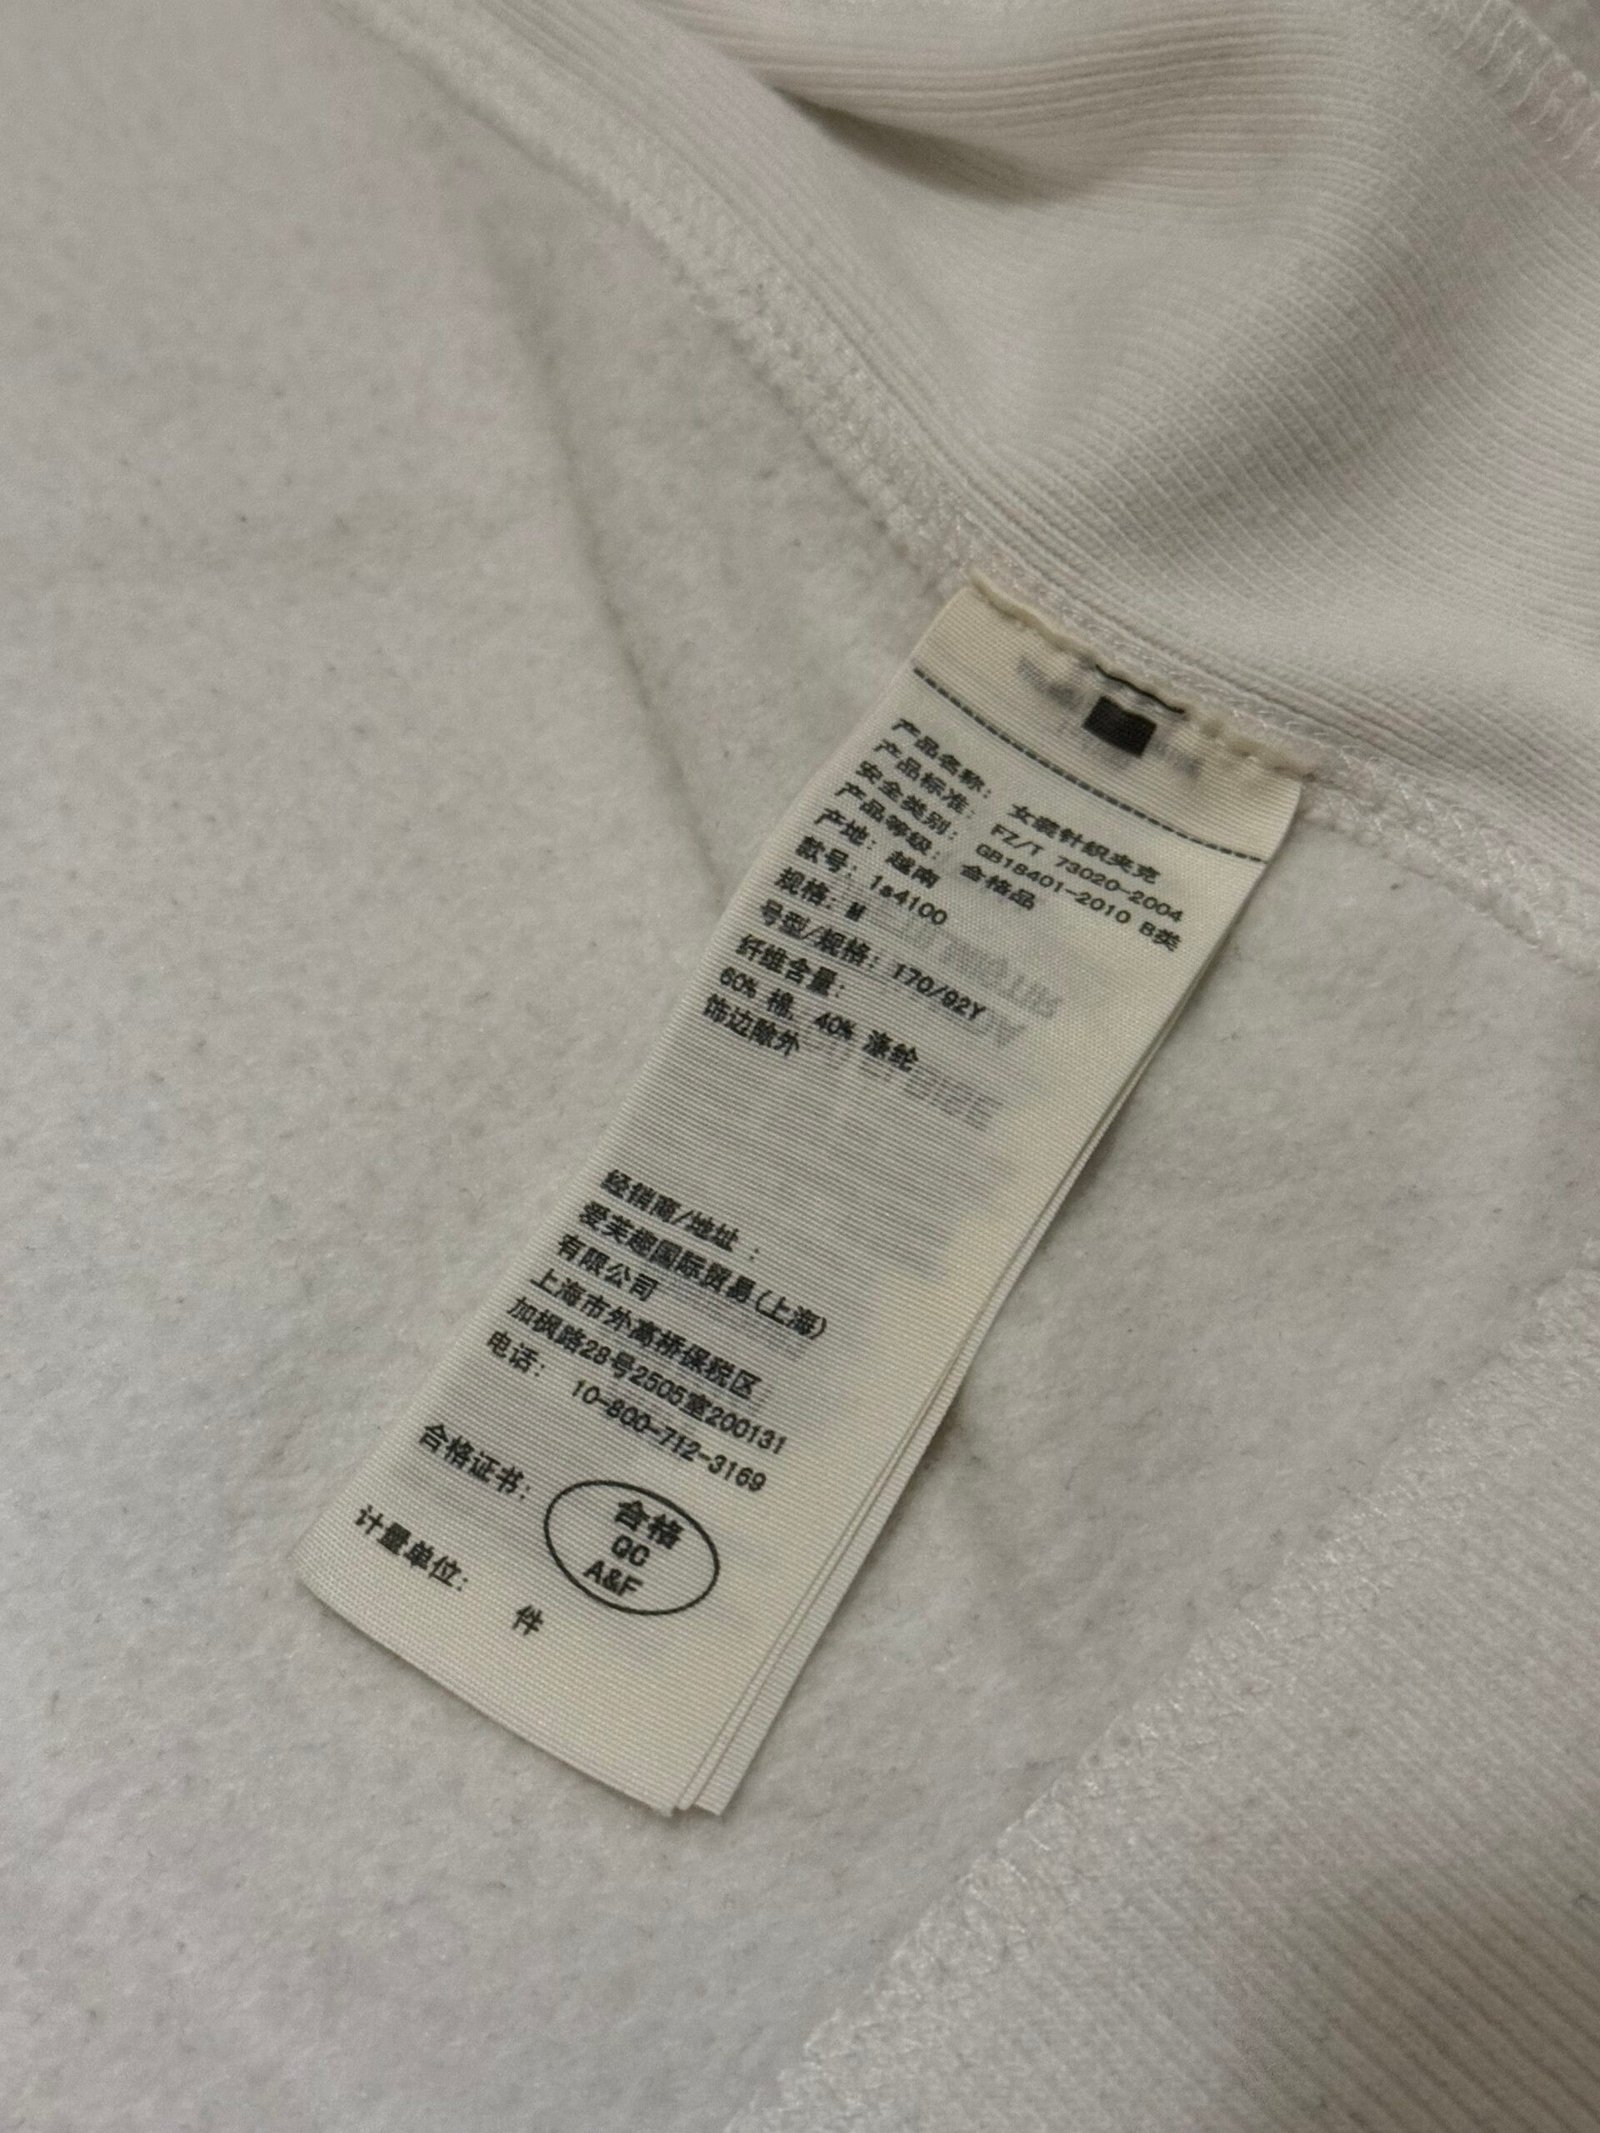 产品名称: 女装针织夹克
产品标准: FZ/T 73020-2004
安全类别: GB18401-2010 B类
产品等级: 合格品
产地: 越南
款号: 1s4100
规格: M
号型/规格: 170/92Y
纤维含量:
60% 棉, 40% 涤纶
饰边除外
经销商/地址 :
爱芙趣国际贸易(上海)
有限公司
上海市外高桥保税区
加枫路28号2505室200131
电话: 10-800-712-3169
合格证书: 合格
QC
A&F
计量单位: 件